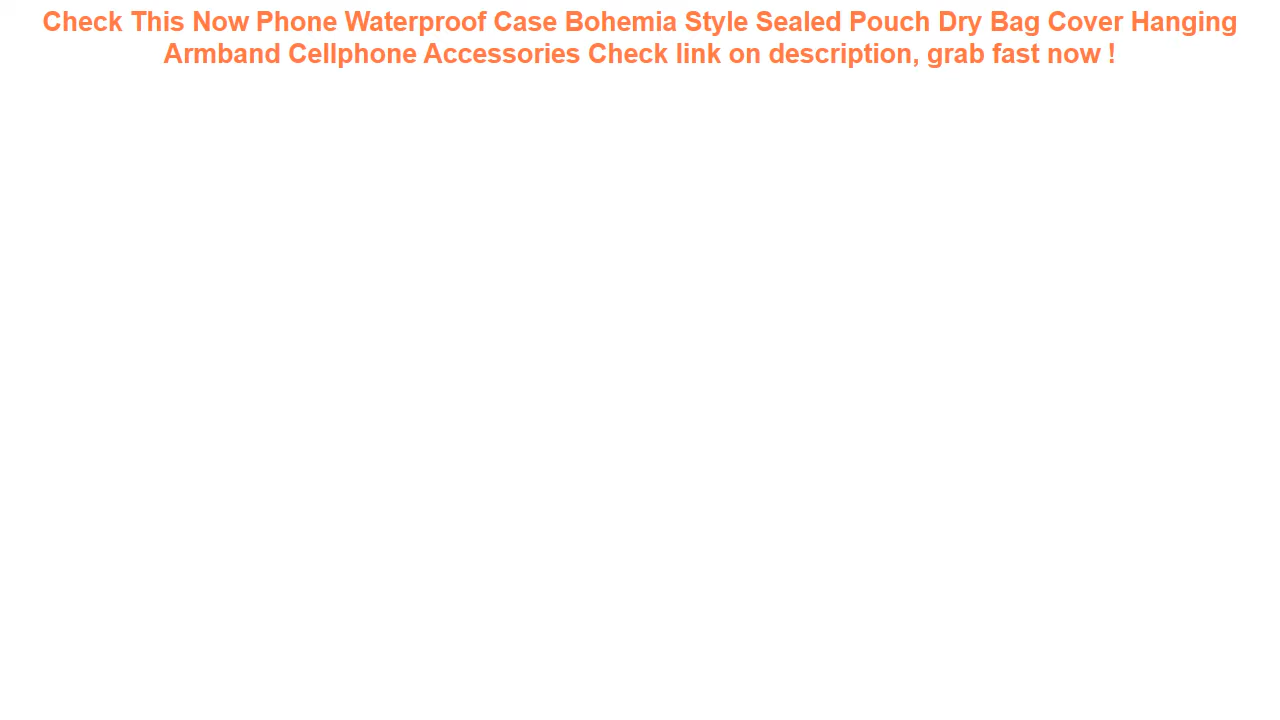 Check This Now Phone Waterproof Case Bohemia Style Sealed Pouch Dry Bag Cover Hanging
Armband Cellphone Accessories Check link on description, grab fast now !